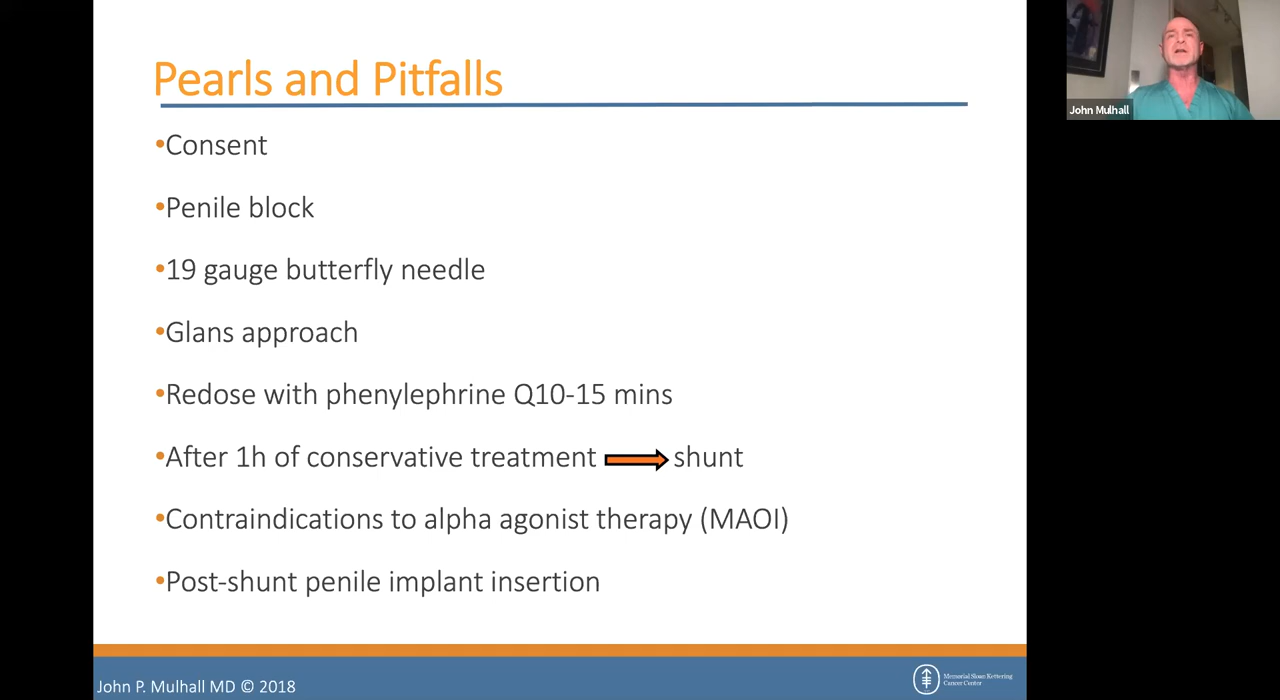 Pearls and Pitfalls
•Consent
•Penile block
•19 gauge butterfly needle
•Glans approach
•Redose with phenylephrine Q10-15 mins
•After 1h of conservative treatment shunt
•Contraindications to alpha agonist therapy (MAOI)
•Post-shunt penile implant insertion
John P. Mulhall MD © 2018
Memorial Sloan Kettering
Cancer Center
John Mulhall